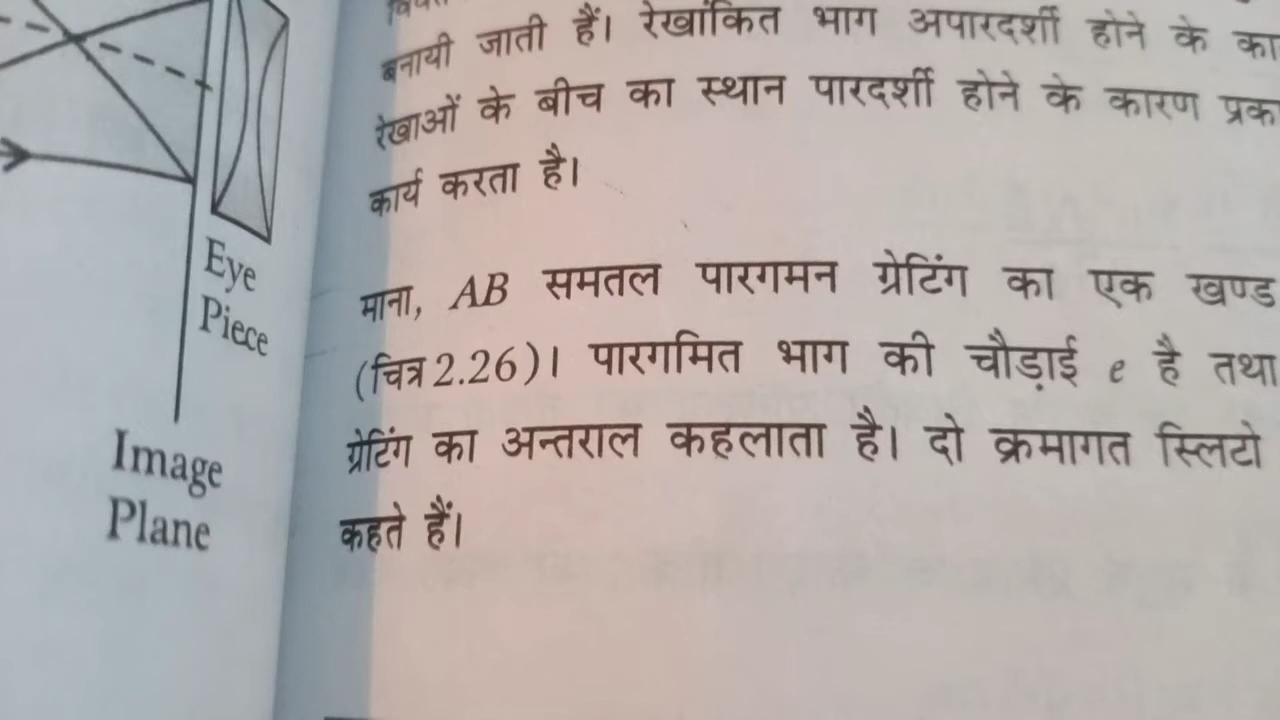 Eye
Piece
Image
Plane
बनायी जाती हैं। रेखांकित भाग अपारदर्शी होने के का
रेखाओं के बीच का स्थान पारदर्शी होने के कारण प्रक
कार्य करता है।
माना, AB समतल पारगमन ग्रेटिंग का एक खण्ड
(चित्र 2.26)। पारगमित भाग की चौड़ाई e है तथा
ग्रेटिंग का अन्तराल कहलाता है। दो क्रमागत स्लिटो
कहते हैं।